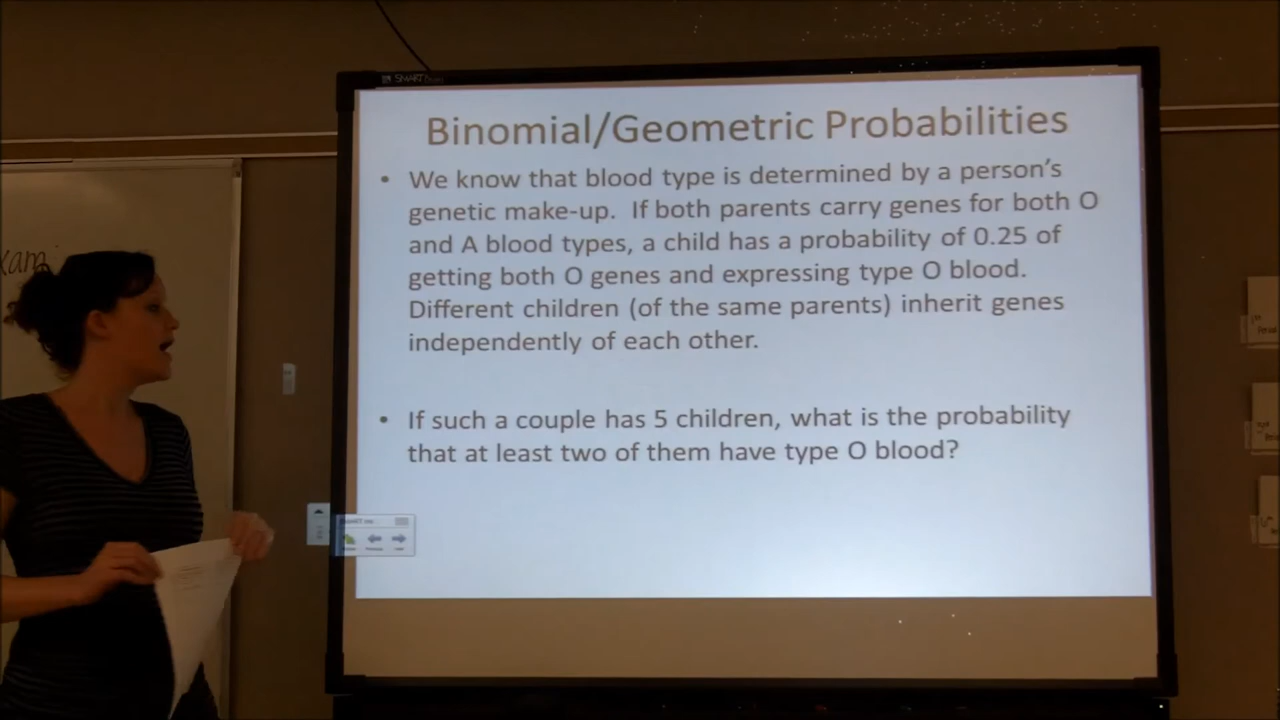 SMART
Binomial/Geometric Probabilities
• We know that blood type is determined by a person's
genetic make-up. If both parents carry genes for both O
and A blood types, a child has a probability of 0.25 of
getting both O genes and expressing type O blood.
Different children (of the same parents) inherit genes
independently of each other.
• If such a couple has 5 children, what is the probability
that at least two of them have type O blood?